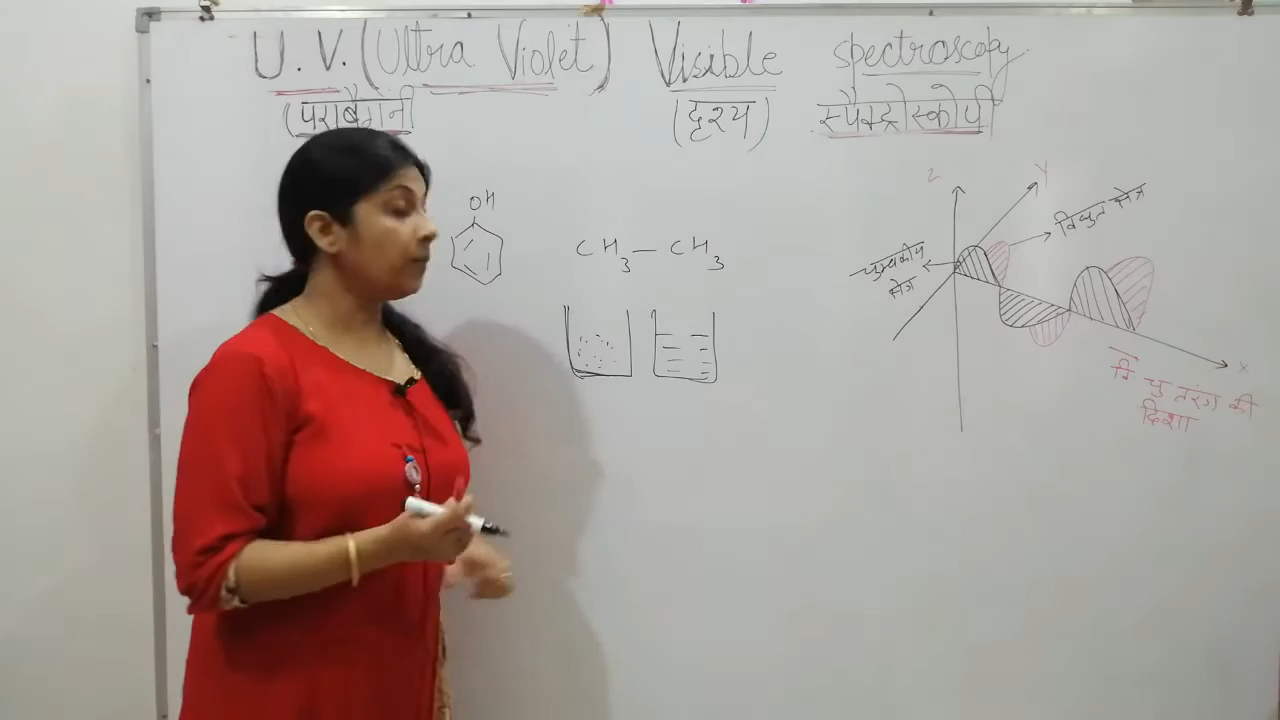 U.V. (Ultra Violet) Visible spectroscopy
(पराबैगनी (दृश्य) स्पैक्ट्रोस्कोपी
OH
CH3 — CH3
Z
Y
विद्युत क्षेत्र
चुम्बकीय
क्षेत्र
X
वि. चु तरंग की
दिशा